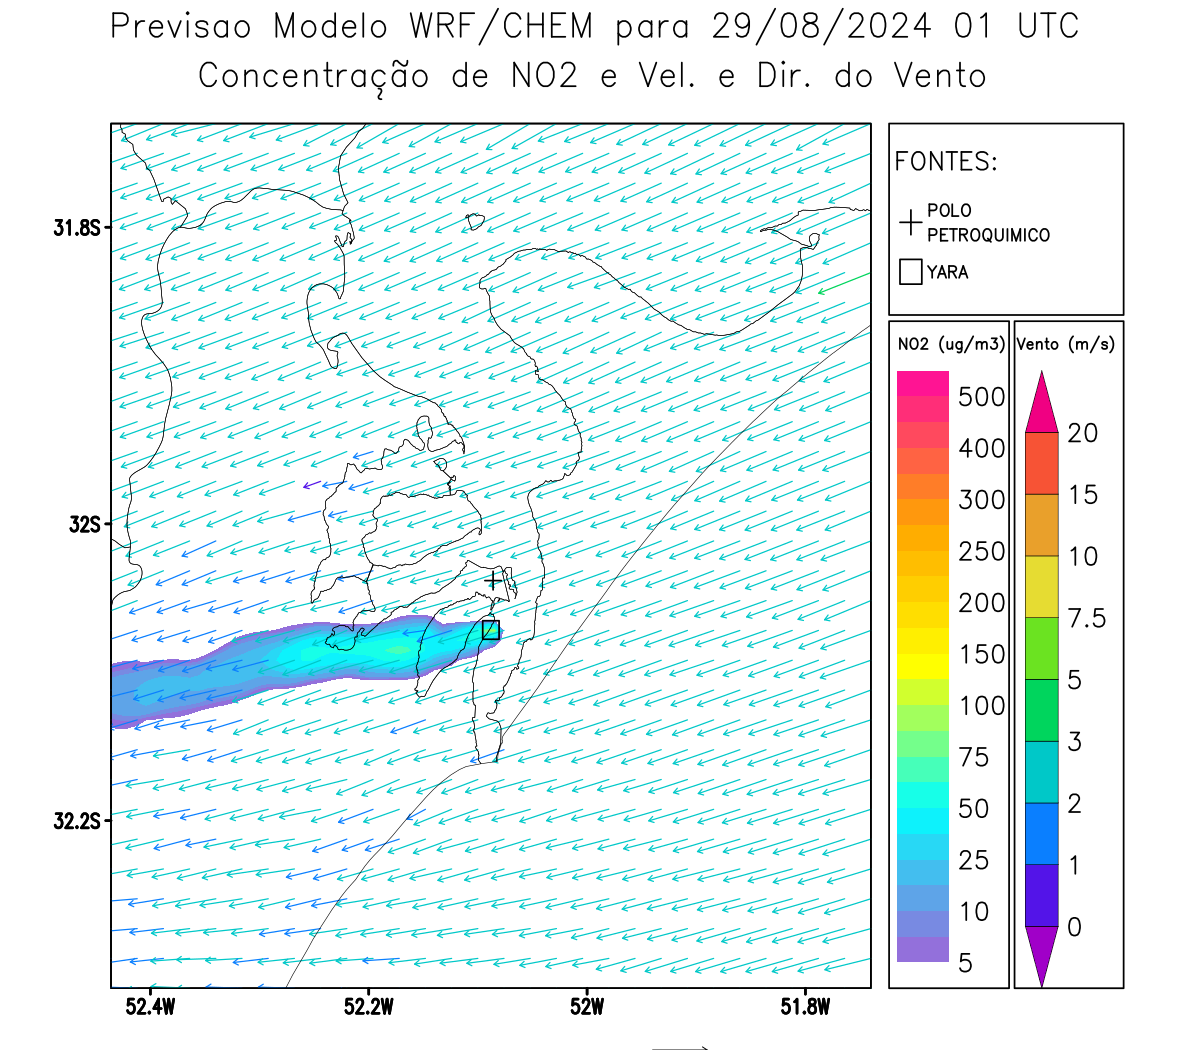 Previsao Modelo WRF/CHEM para 29/08/2024 01 UTC
Concentração de NO2 e Vel. e Dir. do Vento
FONTES:
POLO
PETROQUIMICO
YARA
31.8S
32S
32.2S
52.4W
52.2W
52W
51.8W
NO2 (ug/m3)
500
400
300
250
200
150
100
75
50
25
10
5
Vento (m/s)
20
15
10
7.5
5
3
2
1
0